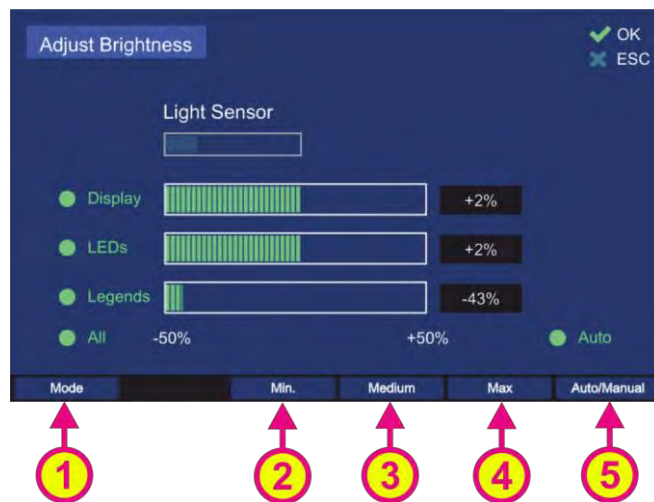 Adjust Brightness
OK
ESC
Light Sensor
Display +2%
LEDs +2%
Legends -43%
All -50% +50% Auto
Mode Min. Medium Max Auto/Manual
1 2 3 4 5